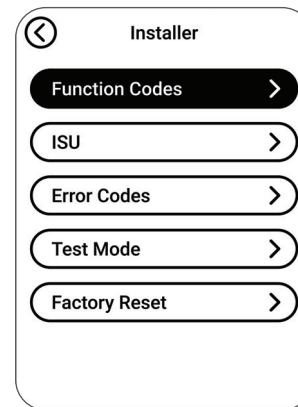 Installer
Function Codes
ISU
Error Codes
Test Mode
Factory Reset